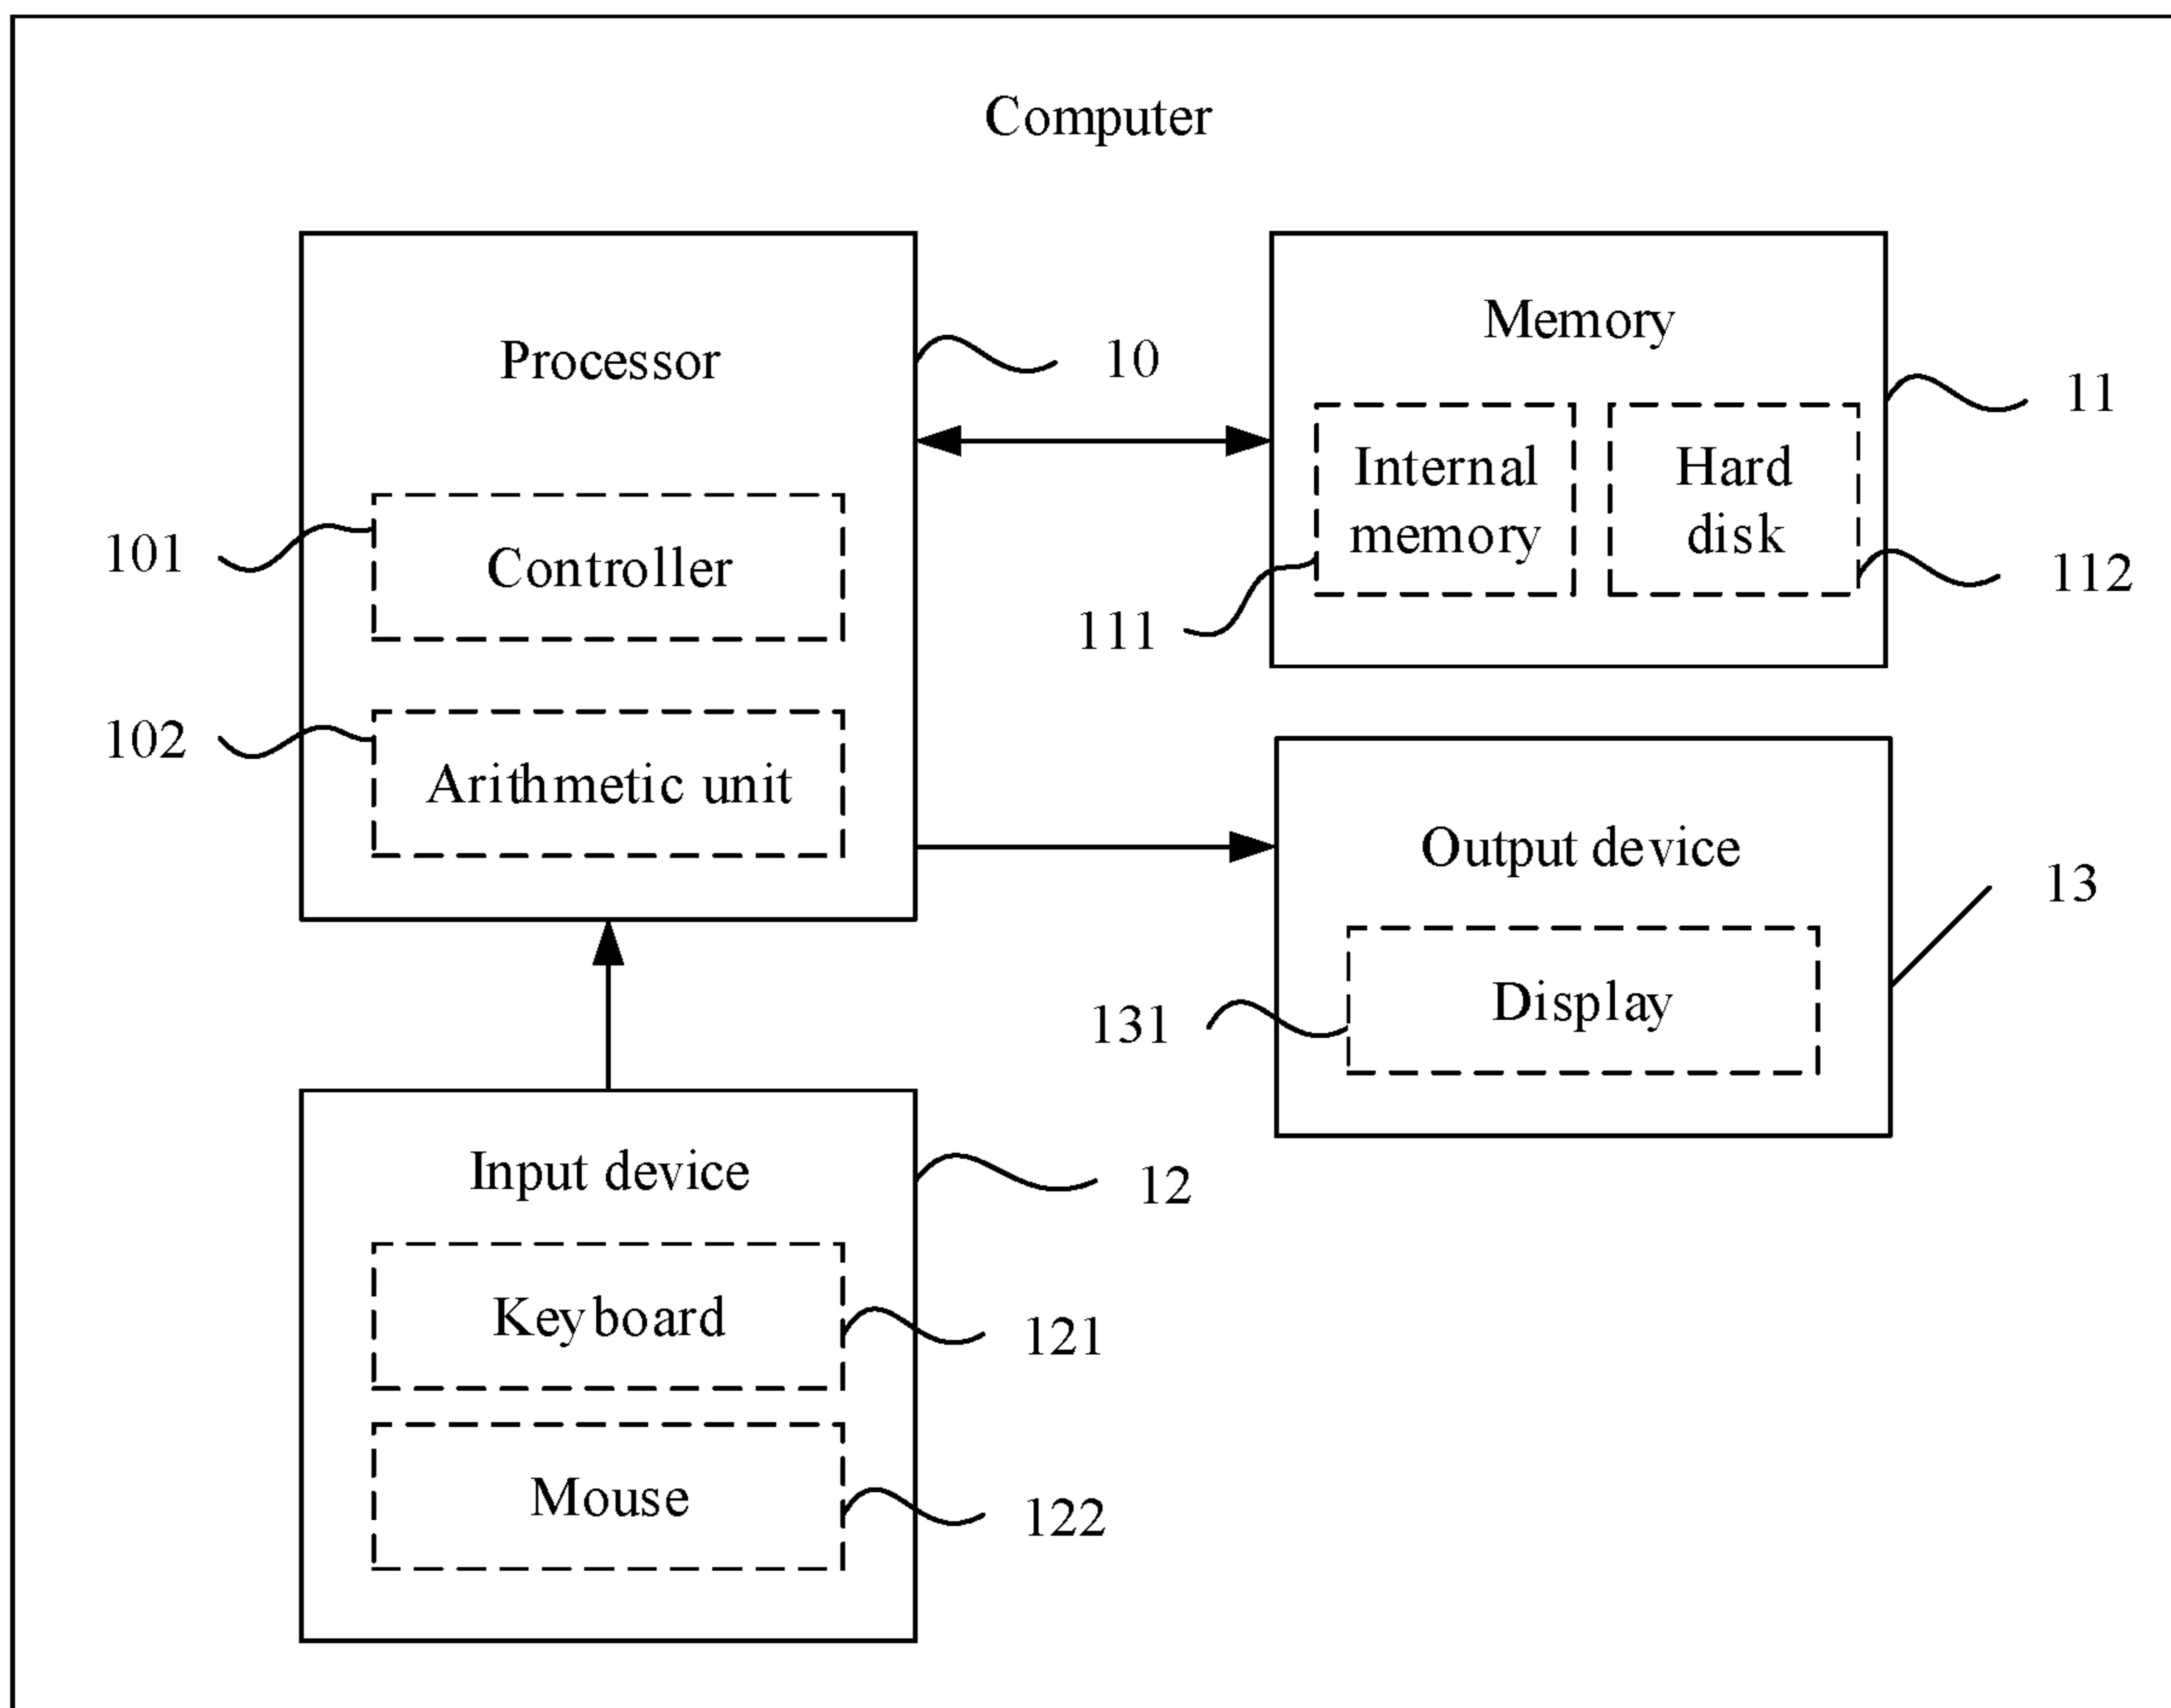 Computer
Processor
10
Controller
101
Arithmetic unit
102
Memory
11
Internal
memory
111
Hard
disk
112
Output device
13
Display
131
Input device
12
Keyboard
121
Mouse
122